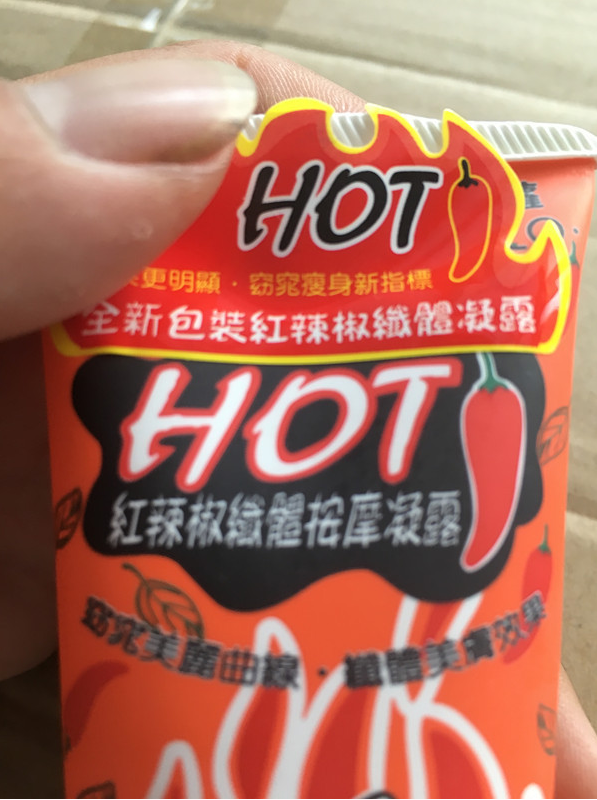 HOT
更明顯・窈窕瘦身新指標
全新包裝紅辣椒纖體凝露
HOT
紅辣椒纖體按摩凝露
窈窕美麗曲線・纖體美膚效果